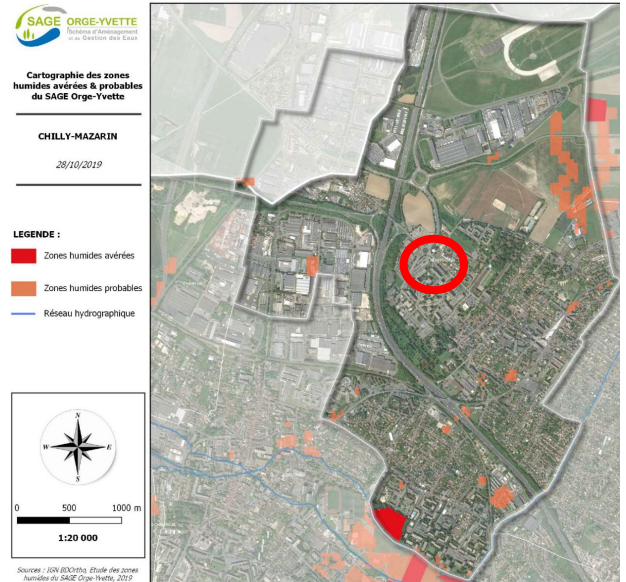 SAGE ORGE-YVETTE
Schéma d'Aménagement
et de Gestion des Eaux
Cartographie des zones
humides avérées & probables
du SAGE Orge-Yvette
CHILLY-MAZARIN
28/10/2019
LEGENDE :
Zones humides avérées
Zones humides probables
Réseau hydrographique
N
W
E
S
0 500 1000 m
1:20 000
Sources : IGN BDOrtho, Etude des zones
humides du SAGE Orge-Yvette, 2019